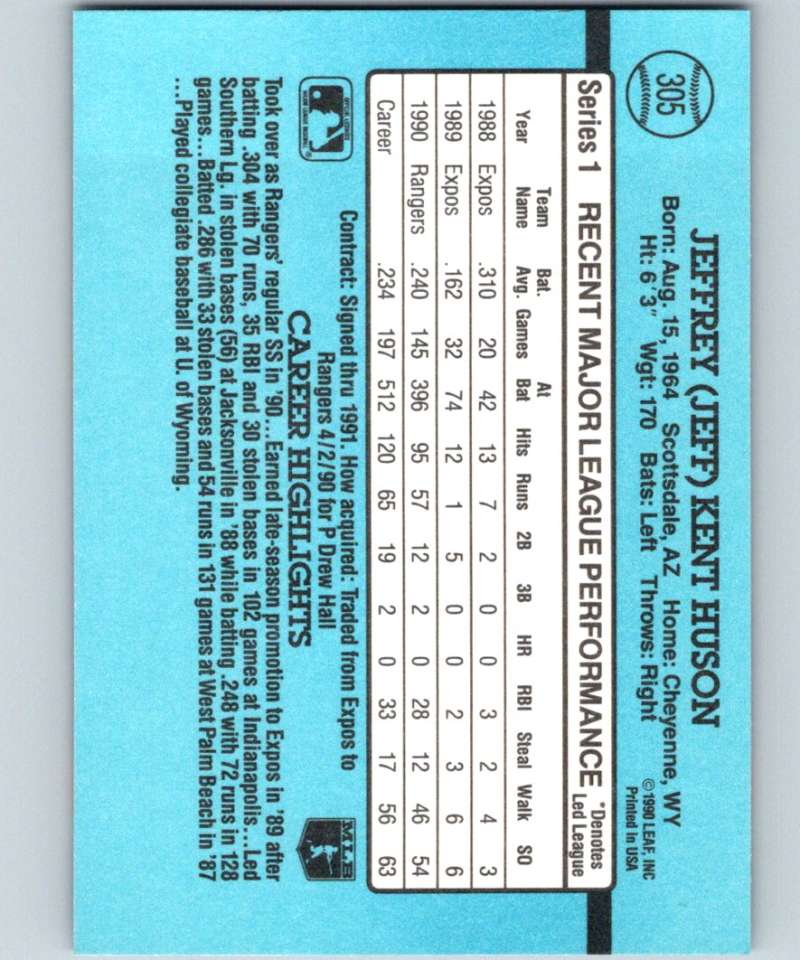 305
JEFFREY (JEFF) KENT HUSON
Born: Aug. 15, 1964 Scottsdale, AZ Home: Cheyenne, WY
Ht: 6'3" Wgt: 170 Bats: Left Throws: Right
© 1990 LEAF, INC
Printed in USA
Series 1 RECENT MAJOR LEAGUE PERFORMANCE *Denotes Led League
Year Team Name Bat. Avg. Games At Bat Hits Runs 2B 3B HR RBI Steal Walk SO
1988 Expos .310 20 42 13 7 2 0 0 3 2 4 3
1989 Expos .162 32 74 12 1 5 0 0 2 3 6 6
1990 Rangers .240 145 396 95 57 12 2 0 28 12 46 54
Career .234 197 512 120 65 19 2 0 33 17 56 63
Contract: Signed thru 1991. How acquired: Traded from Expos to
Rangers 4/2/90 for P Drew Hall
CAREER HIGHLIGHTS
MLB
Took over as Rangers' regular SS in '90...Earned late-season promotion to Expos in '89 after
batting .304 with 70 runs, 35 RBI and 30 stolen bases in 102 games at Indianapolis...Led
Southern Lg. in stolen bases (56) at Jacksonville in '88 while batting .248 with 72 runs in 128
games...Batted .286 with 33 stolen bases and 54 runs in 131 games at West Palm Beach in '87
...Played collegiate baseball at U. of Wyoming.